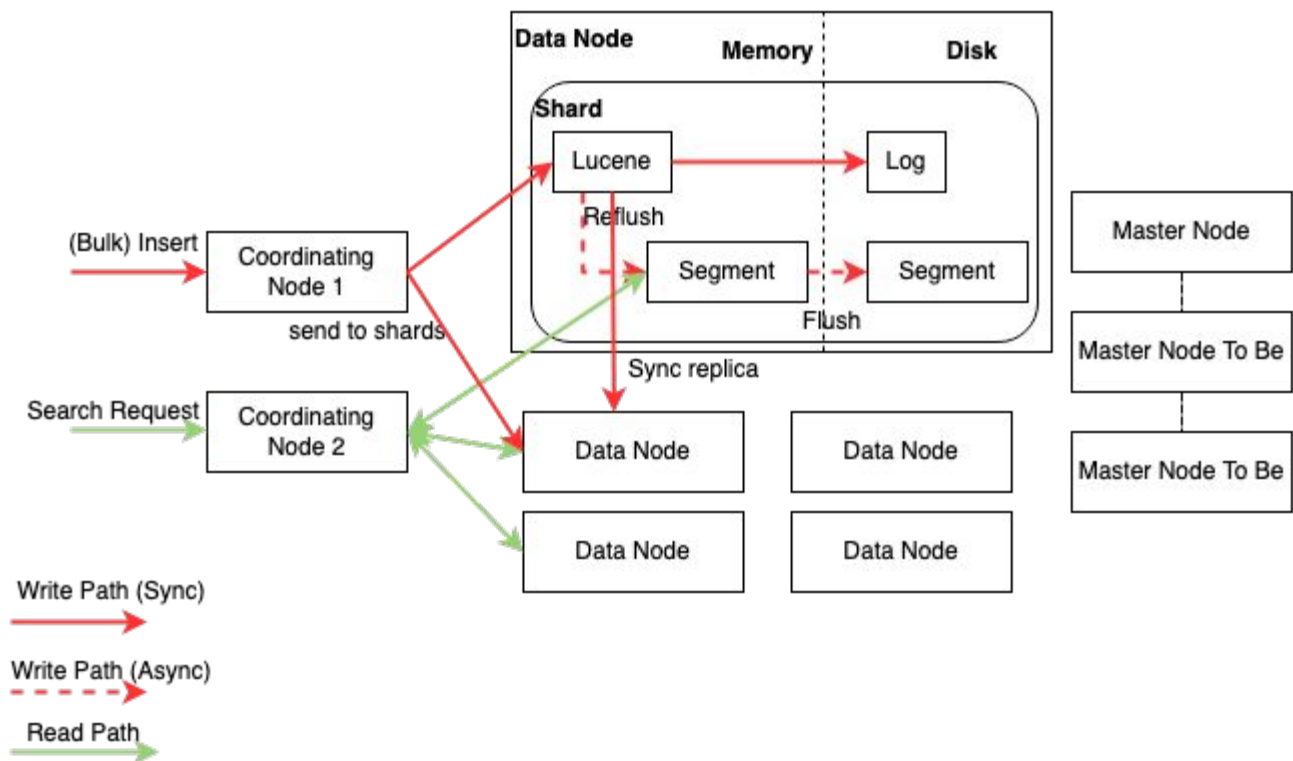 Data Node
Memory
Disk
Shard
Lucene
Log
Reflush
(Bulk) Insert
Coordinating
Node 1
Segment
Segment
Master Node
send to shards
Flush
Master Node To Be
Sync replica
Search Request
Coordinating
Node 2
Data Node
Data Node
Master Node To Be
Data Node
Data Node
Write Path (Sync)
Write Path (Async)
Read Path